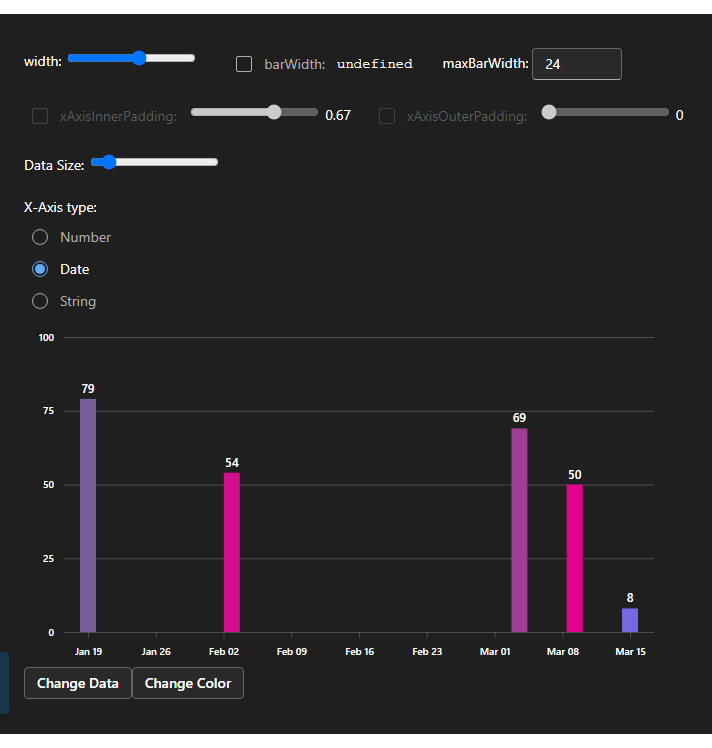 width: barWidth: undefined maxBarWidth: 24
xAxisInnerPadding: 0.67 xAxisOuterPadding: 0
Data Size:
X-Axis type:
Number
Date
String
100
79
75
69
54
50
50
25
8
0
Jan 19 Jan 26 Feb 02 Feb 09 Feb 16 Feb 23 Mar 01 Mar 08 Mar 15
Change Data Change Color